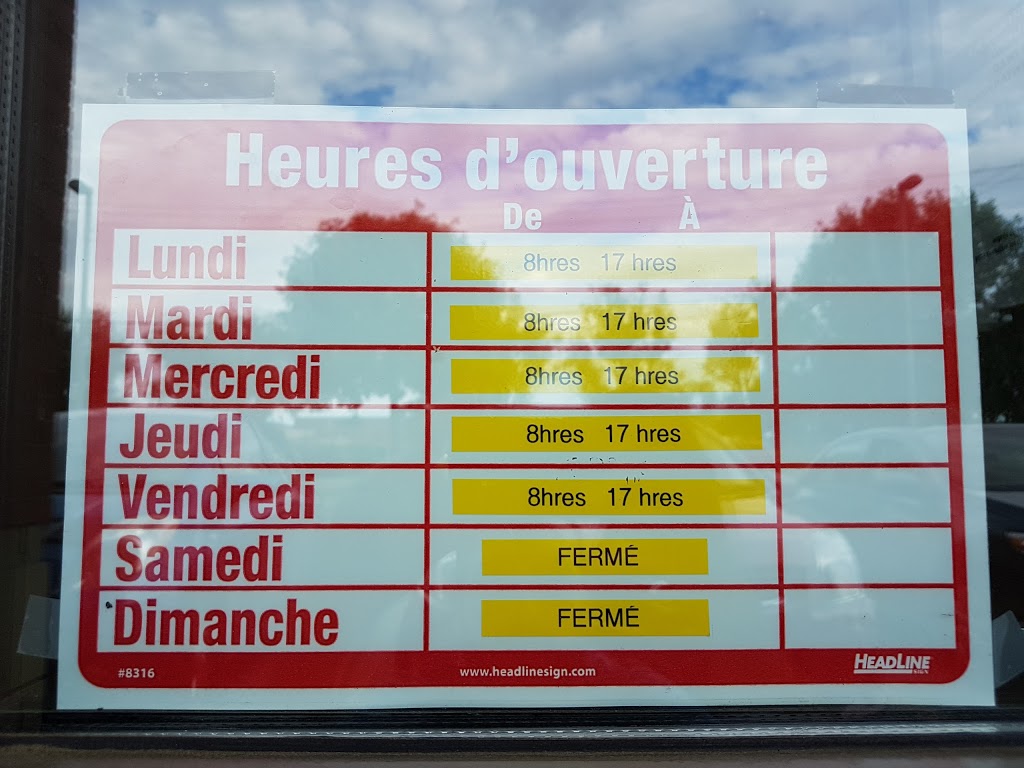 Heures d'ouverture
De À
Lundi 8hres 17 hres
Mardi 8hres 17 hres
Mercredi 8hres 17 hres
Jeudi 8hres 17 hres
Vendredi 8hres 17 hres
Samedi FERMÉ
Dimanche FERMÉ
#8316 www.headlinesign.com HEADLINE SIGN